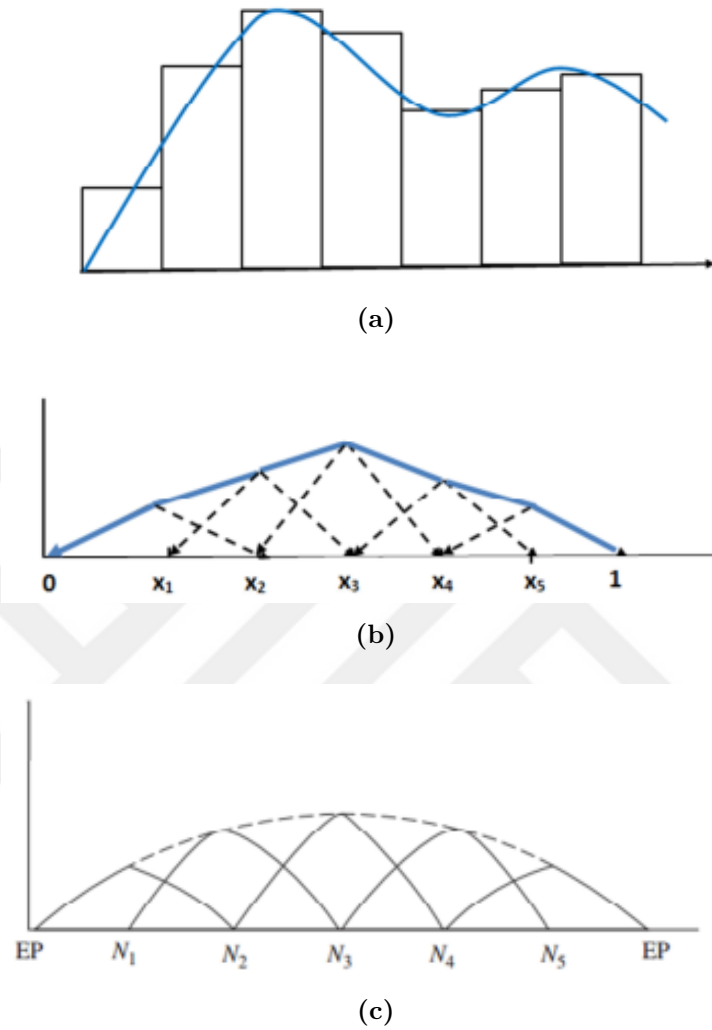 (a)
0 x₁ x₂ x₃ x₄ x₅ 1
(b)
EP N₁ N₂ N₃ N₄ N₅ EP
(c)